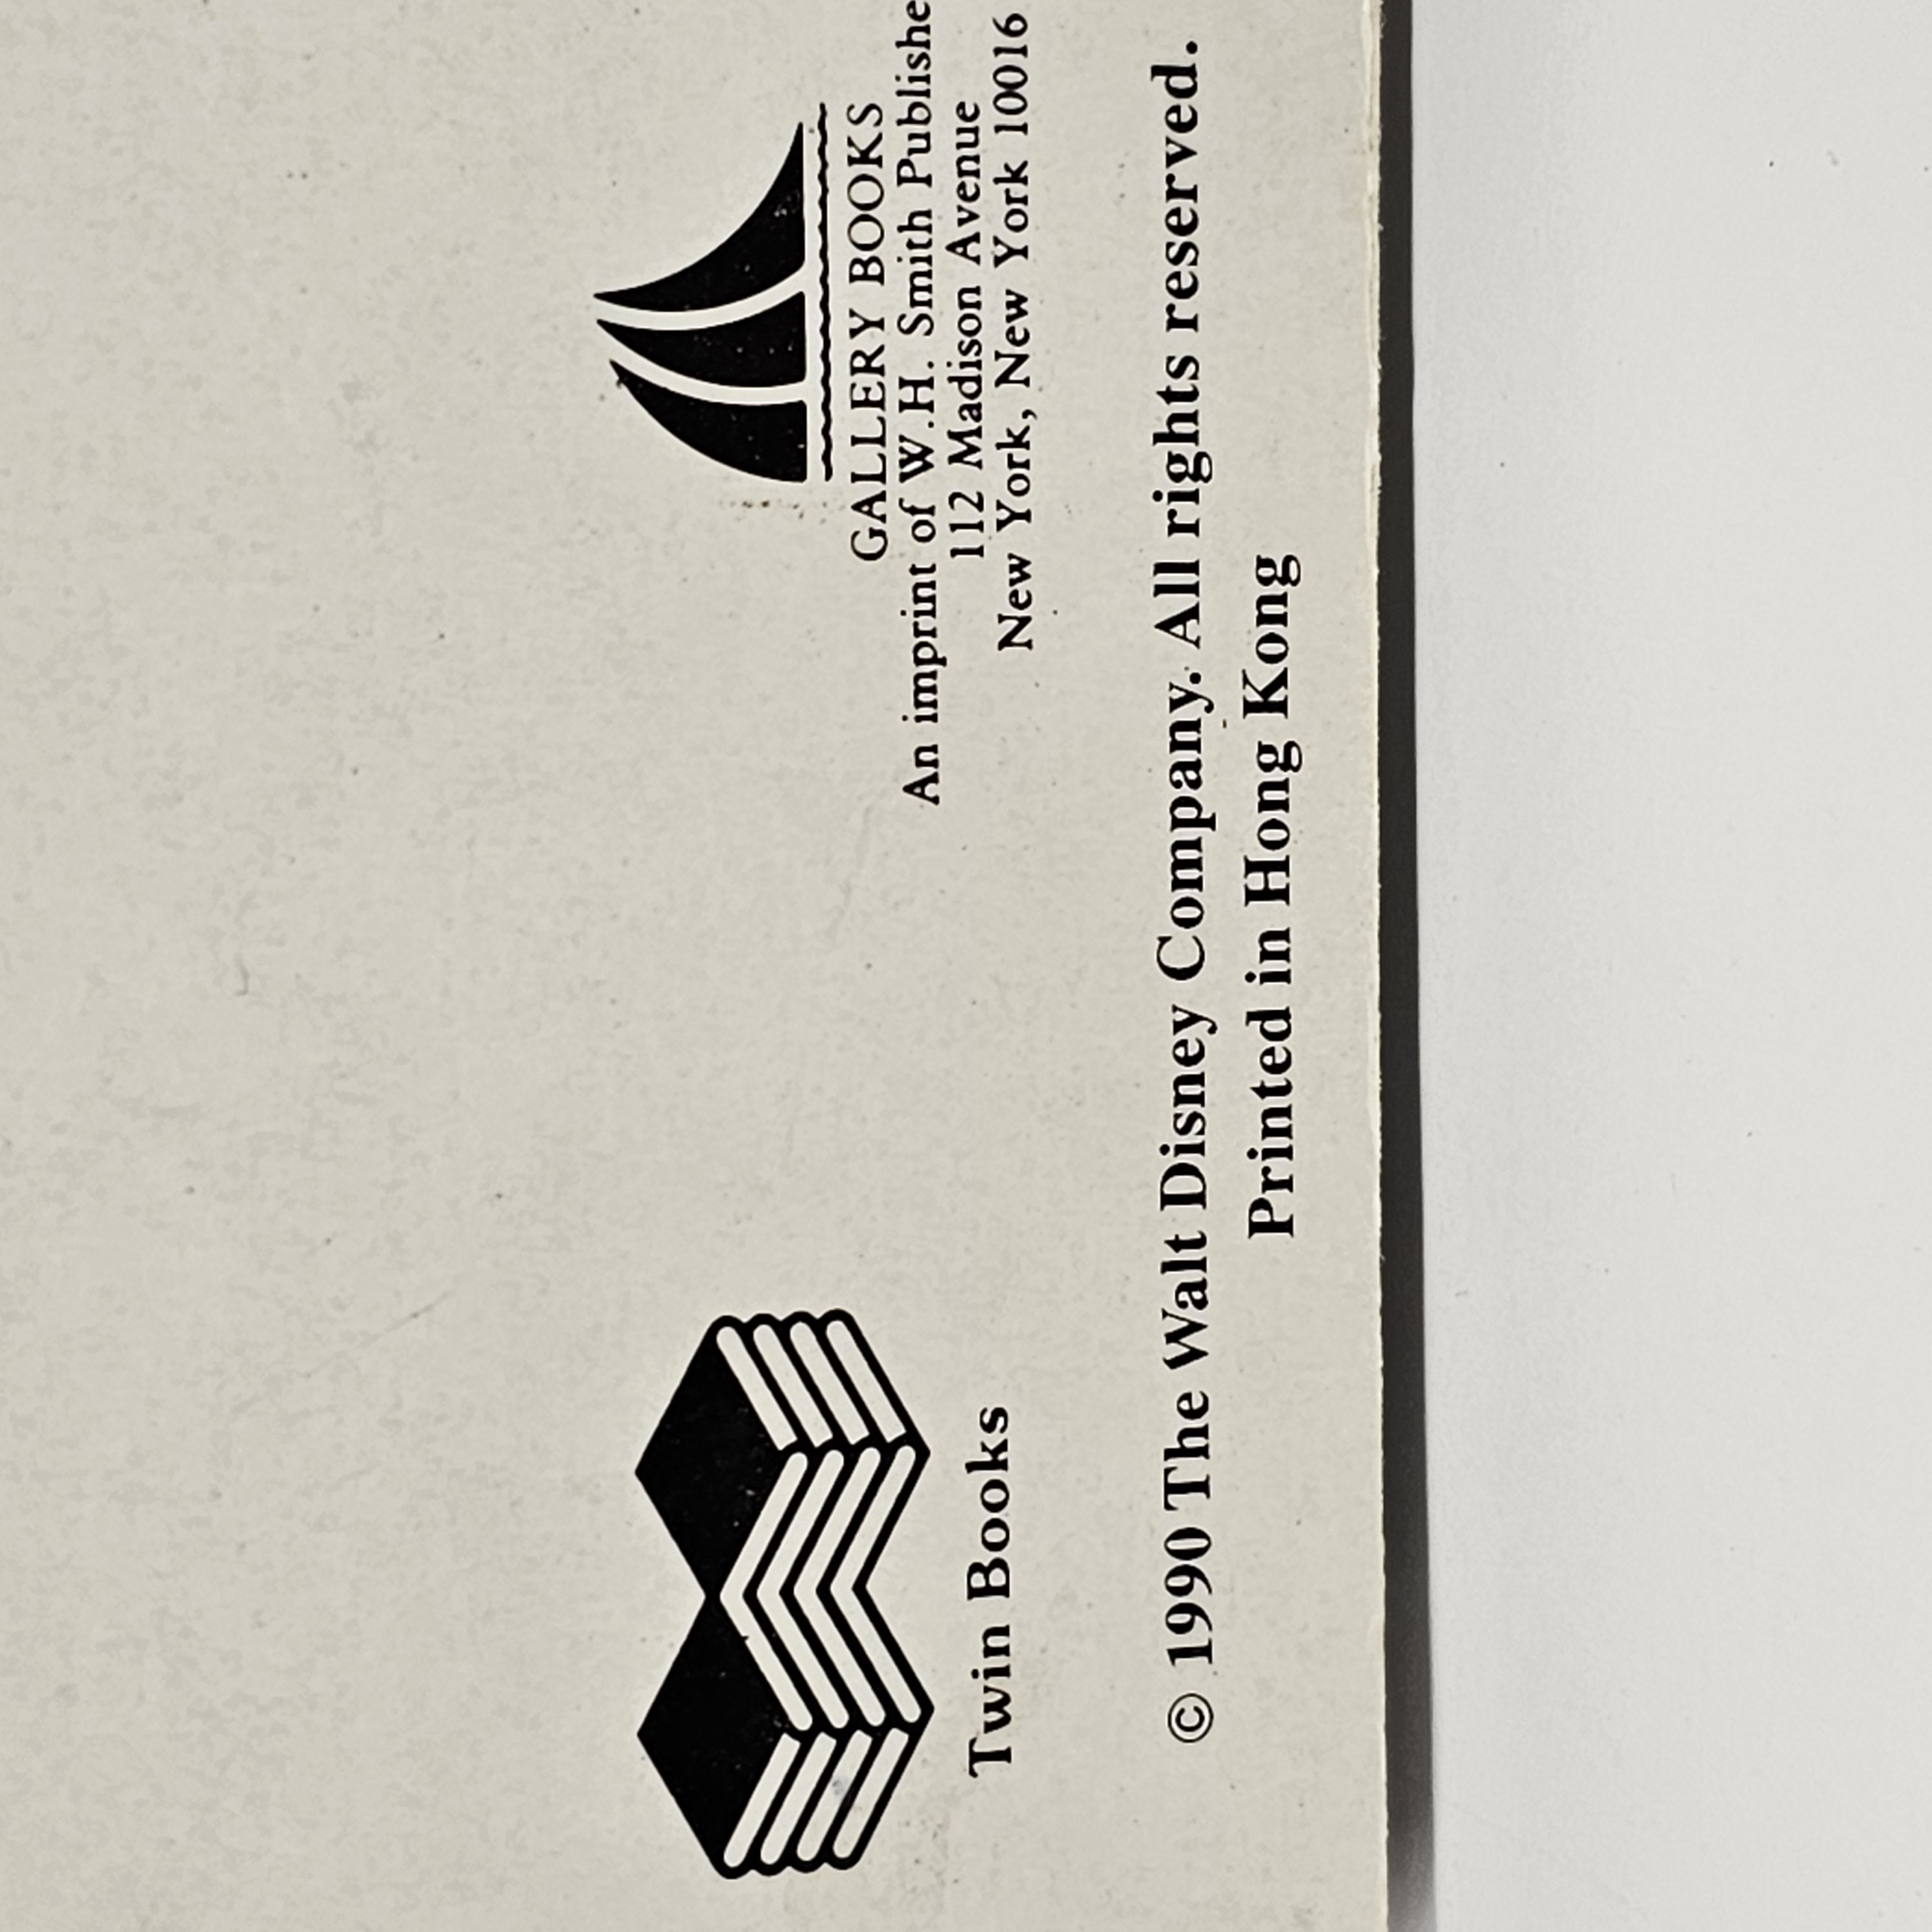 Twin Books
GALLERY BOOKS
An imprint of W.H. Smith Publishe
112 Madison Avenue
New York, New York 10016
© 1990 The Walt Disney Company. All rights reserved.
Printed in Hong Kong